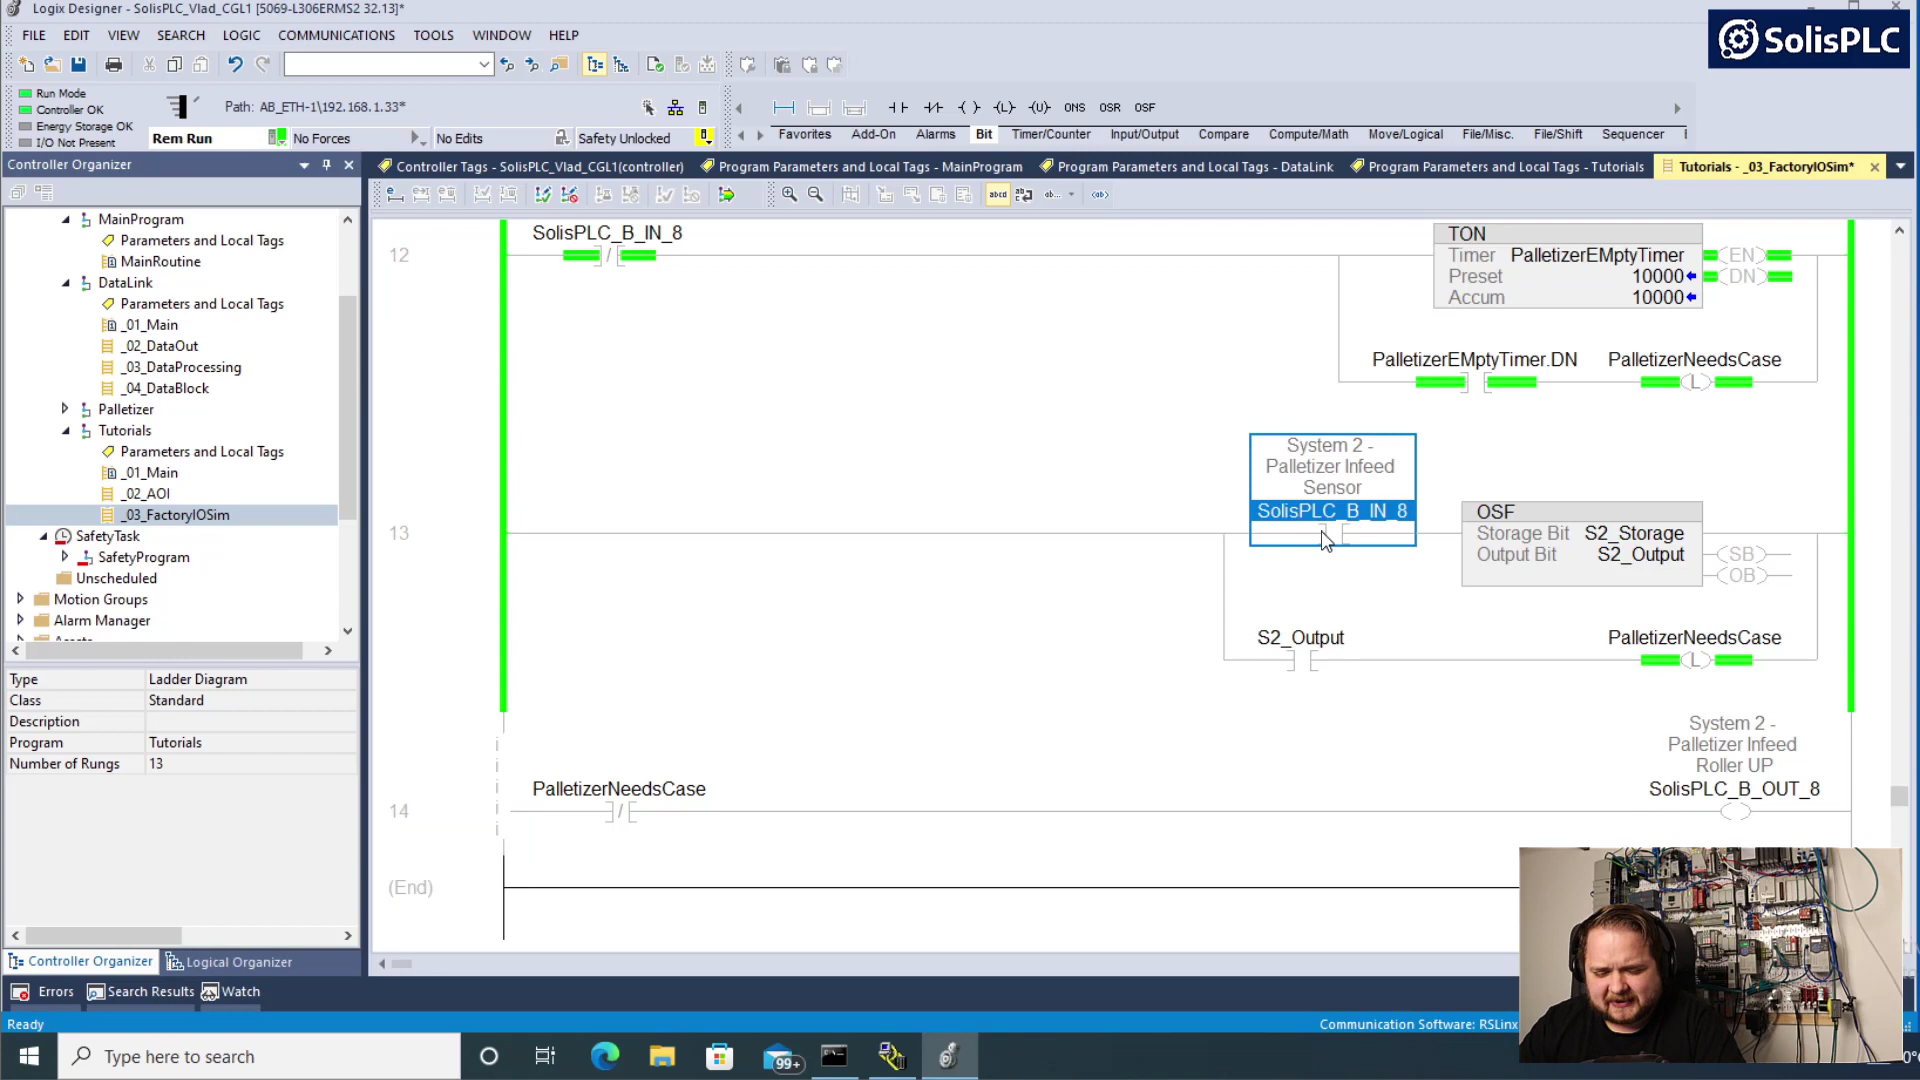 Logix Designer - SolisPLC_Vlad_CGL1 [5069-L306ERMS2 32.13]*
SolisPLC
FILE EDIT VIEW SEARCH LOGIC COMMUNICATIONS TOOLS WINDOW HELP
Run Mode
Controller OK
Energy Storage OK
I/O Not Present
Path: AB_ETH-1\192.168.1.33*
Rem Run No Forces No Edits Safety Unlocked
(L) (U) ONS OSR OSF
Favorites Add-On Alarms Bit Timer/Counter Input/Output Compare Compute/Math Move/Logical File/Misc. File/Shift Sequencer
Controller Organizer
Controller Tags - SolisPLC_Vlad_CGL1(controller) Program Parameters and Local Tags - MainProgram Program Parameters and Local Tags - DataLink Program Parameters and Local Tags - Tutorials Tutorials - _03_FactoryIOSim*
MainProgram
Parameters and Local Tags
MainRoutine
DataLink
Parameters and Local Tags
_01_Main
_02_DataOut
_03_DataProcessing
_04_DataBlock
Palletizer
Tutorials
Parameters and Local Tags
_01_Main
_02_AOI
_03_FactoryIOSim
SafetyTask
SafetyProgram
Unscheduled
Motion Groups
Alarm Manager
Type Ladder Diagram
Class Standard
Description
Program Tutorials
Number of Rungs 13
Controller Organizer Logical Organizer
12
SolisPLC_B_IN_8
TON
Timer PalletizerEMptyTimer
Preset 10000
Accum 10000
EN
DN
PalletizerEMptyTimer.DN PalletizerNeedsCase
L
13
System 2 -
Palletizer Infeed
Sensor
SolisPLC_B_IN_8
OSF
Storage Bit S2_Storage
Output Bit S2_Output
SB
OB
S2_Output PalletizerNeedsCase
L
14
PalletizerNeedsCase
System 2 -
Palletizer Infeed
Roller UP
SolisPLC_B_OUT_8
(End)
Errors Search Results Watch
Ready
Communication Software: RSLinx
Type here to search
99+